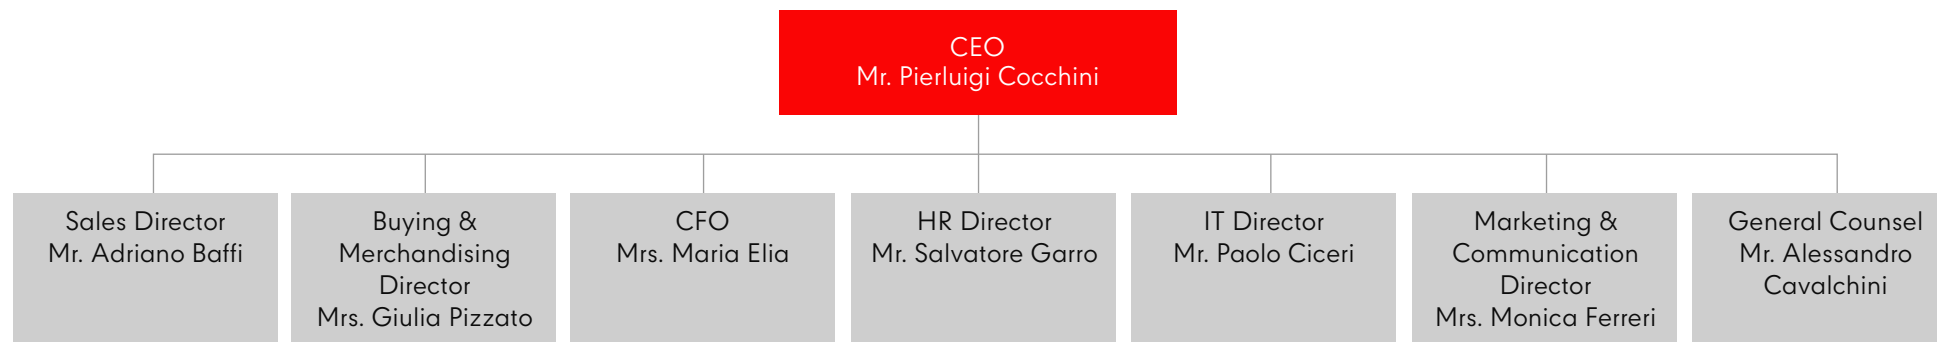 CEO
Mr. Pierluigi Cocchini
Sales Director
Mr. Adriano Baffi
Buying &
Merchandising
Director
Mrs. Giulia Pizzato
CFO
Mrs. Maria Elia
HR Director
Mr. Salvatore Garro
IT Director
Mr. Paolo Ciceri
Marketing &
Communication
Director
Mrs. Monica Ferreri
General Counsel
Mr. Alessandro
Cavalchini